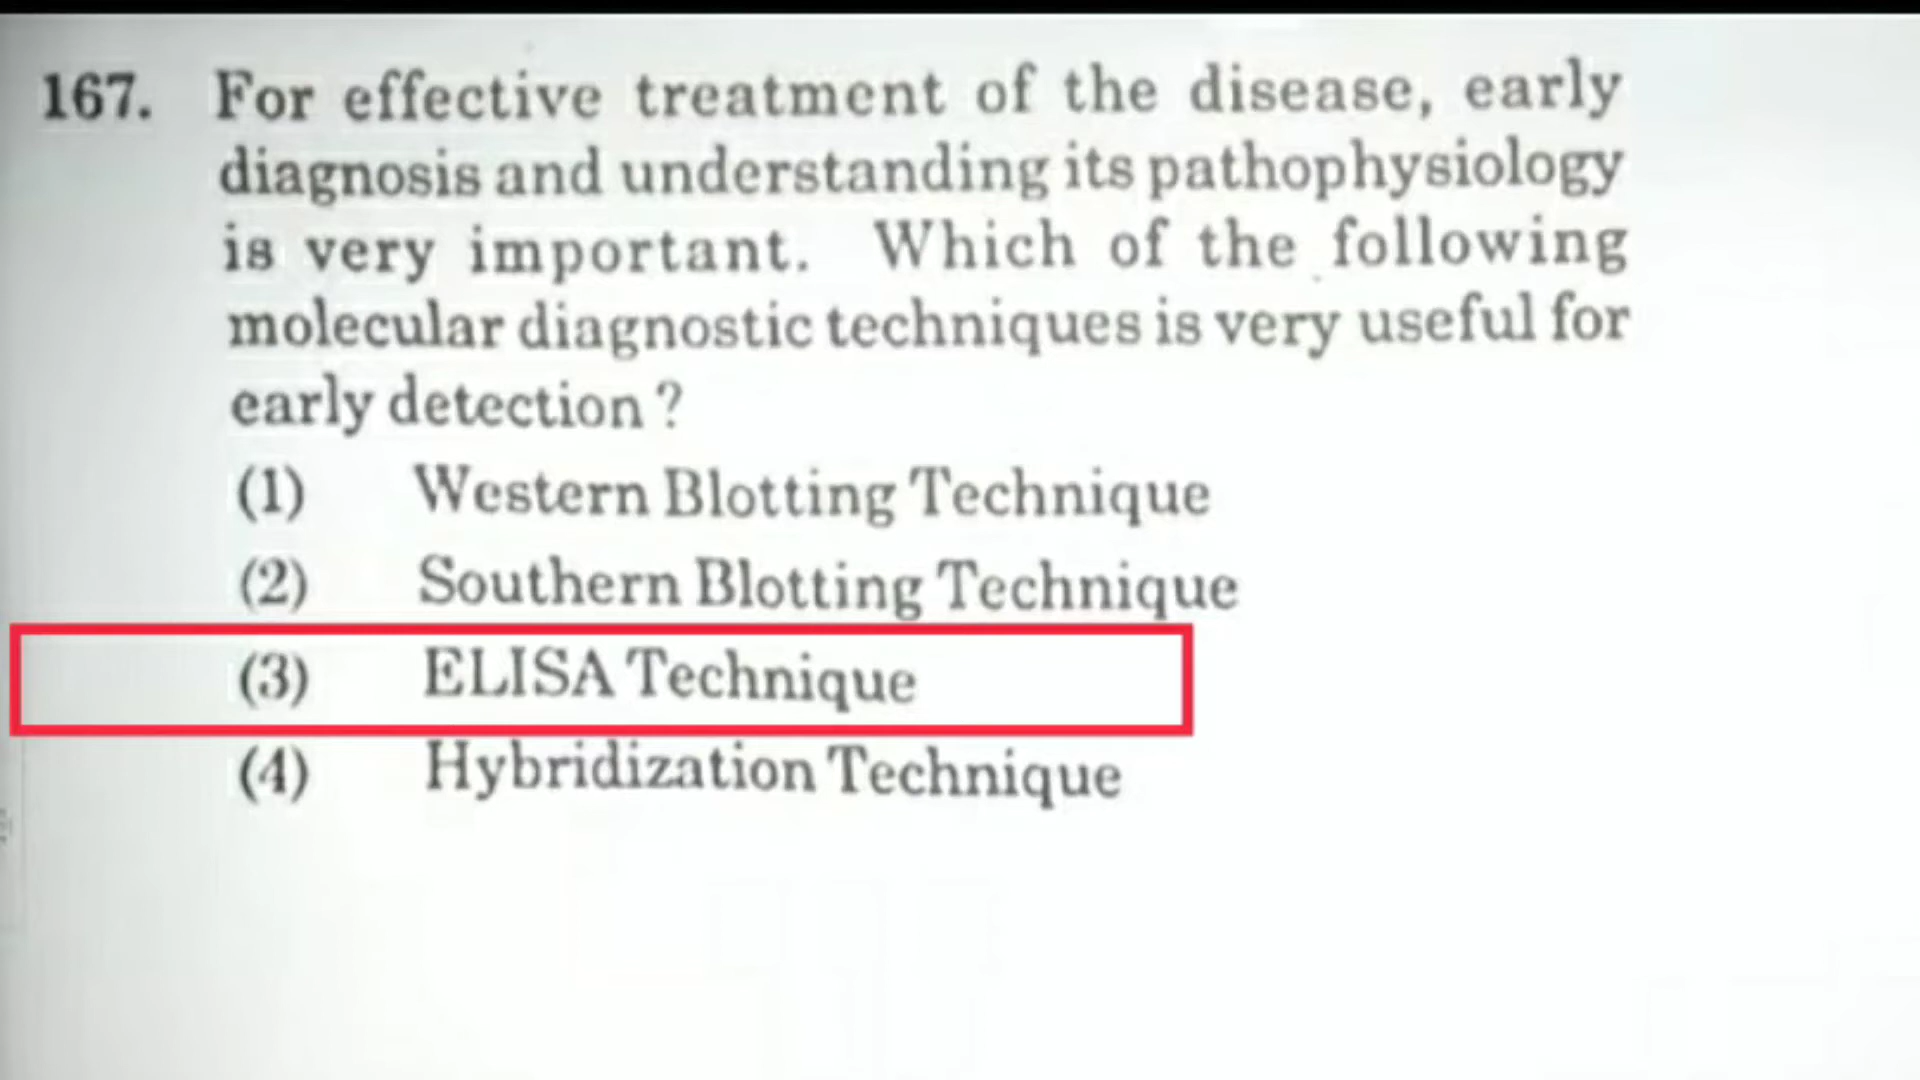 167. For effective treatment of the disease, early
diagnosis and understanding its pathophysiology
is very important. Which of the following
molecular diagnostic techniques is very useful for
early detection ?
(1) Western Blotting Technique
(2) Southern Blotting Technique
(3) ELISA Technique
(4) Hybridization Technique